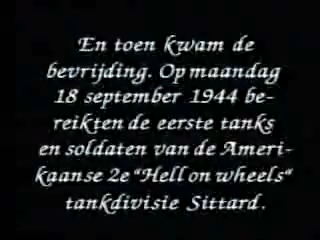 En toen kwam de
bevrijding. Op maandag
18 september 1944 be-
reikten de eerste tanks
en soldaten van de Ameri-
kaanse 2e "Hell on wheels"
tankdivisie Sittard.